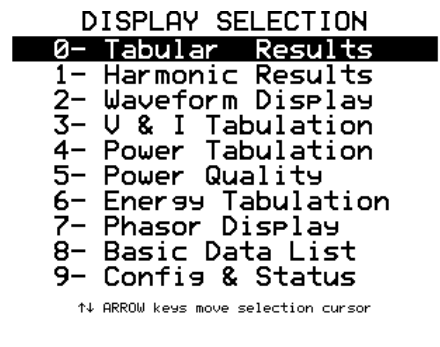 DISPLAY SELECTION
0- Tabular Results
1- Harmonic Results
2- Waveform Display
3- V & I Tabulation
4- Power Tabulation
5- Power Quality
6- Energy Tabulation
7- Phasor Display
8- Basic Data List
9- Config & Status
↑↓ ARROW keys move selection cursor